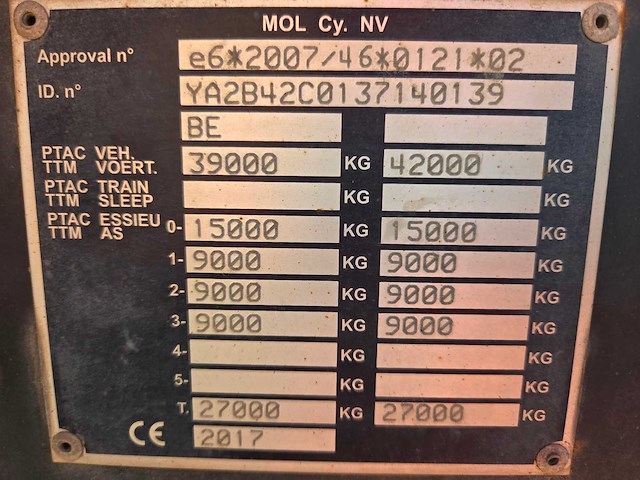 MOL Cy. NV
Approval n° e6*2007/46*0121*02
ID. n° YA2B42C0137140139
BE
PTAC VEH. TTM VOERT. 39000 KG 42000 KG
PTAC TRAIN TTM SLEEP KG KG
PTAC ESSIEU TTM AS 0- 15000 KG 15000 KG
1- 9000 KG 9000 KG
2- 9000 KG 9000 KG
3- 9000 KG 9000 KG
4- KG KG
5- KG KG
T. 27000 KG 27000 KG
CE 2017